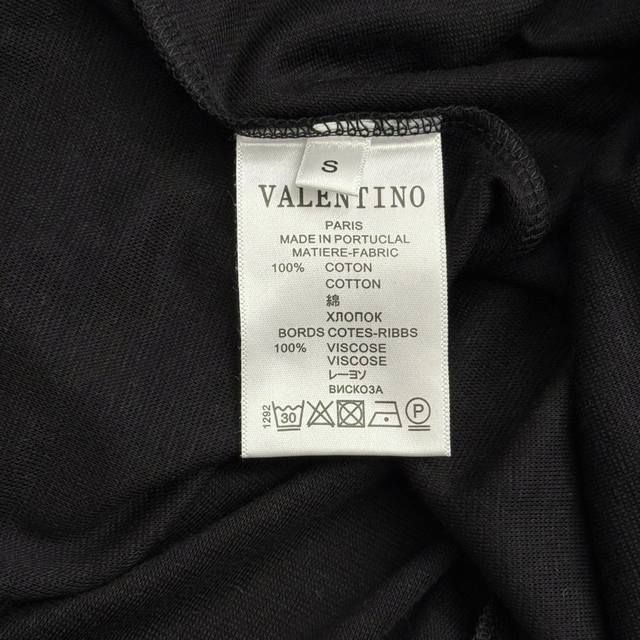 S
VALENTINO
PARIS
MADE IN PORTUCLAL
MATIERE-FABRIC
100% COTON
COTTON
綿
ХЛОПОК
BORDS COTES-RIBBS
100% VISCOSE
VISCOSE
レーヨソ
ВИСКОЗА
1292 30 P